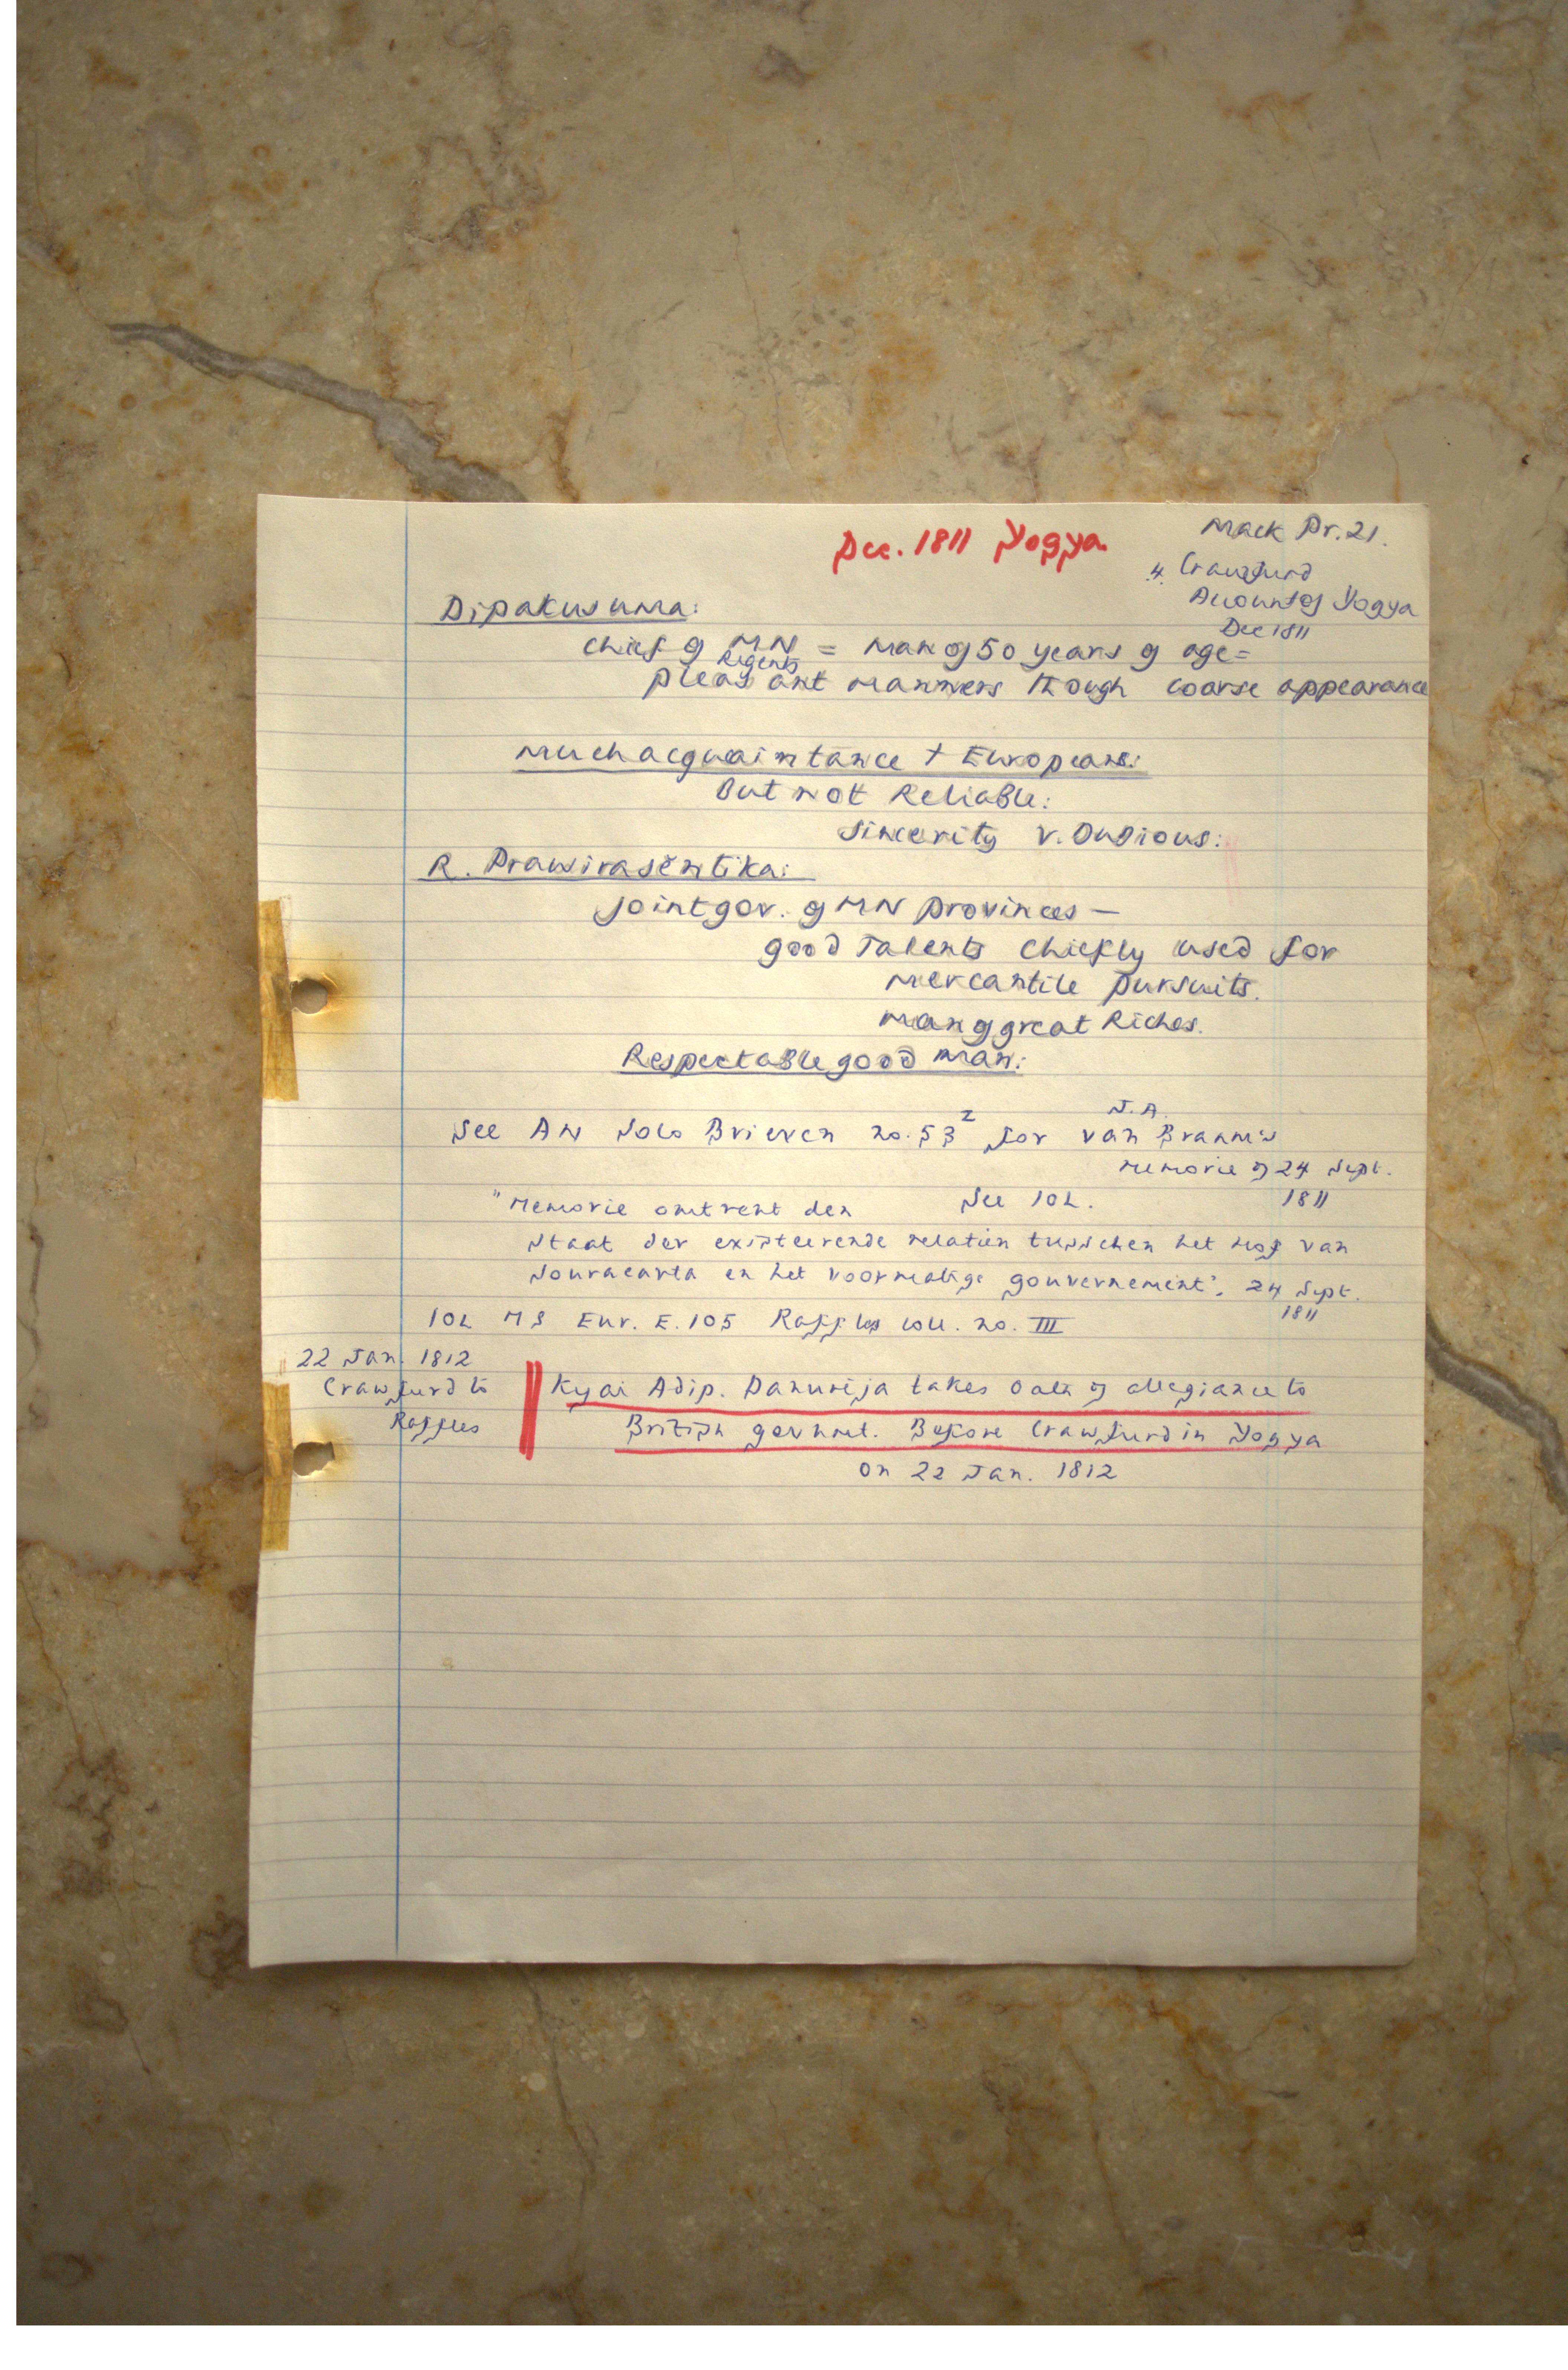 Dec. 1811 Yogya.
Mack Pr. 21.
4. Crawfurd
Account of Yogya
Dec 1811
Dipakusuma:
Chief of MN = Man of 50 years of age=
Regents
pleasant manners though coarse appearance
Much acquaintance + Europeans:
But not Reliable:
Sincerity v. Dubious:
R. Prawirasĕntika:
joint gov. of MN provinces —
good Talents chiefly used for
mercantile pursuits.
man of great Riches.
Respectable good man:
J. A.
See AN Solo Brieven no. 53² for van Braam's
memorie of 24 Sept.
1811
"Memorie omtrent den See IOL.
Staat der existeerende relatien tusschen het Hof van
Souracarta en het voormalige gouvernement", 24 Sept.
1811
IOL MS Eur. E. 105 Raffles coll. no. III
22 Jan. 1812
Crawfurd to
Raffles
Kyai Adip. Danureja takes Oath of allegiance to
British govnmt. Before Crawfurd in Yogya
on 22 Jan. 1812